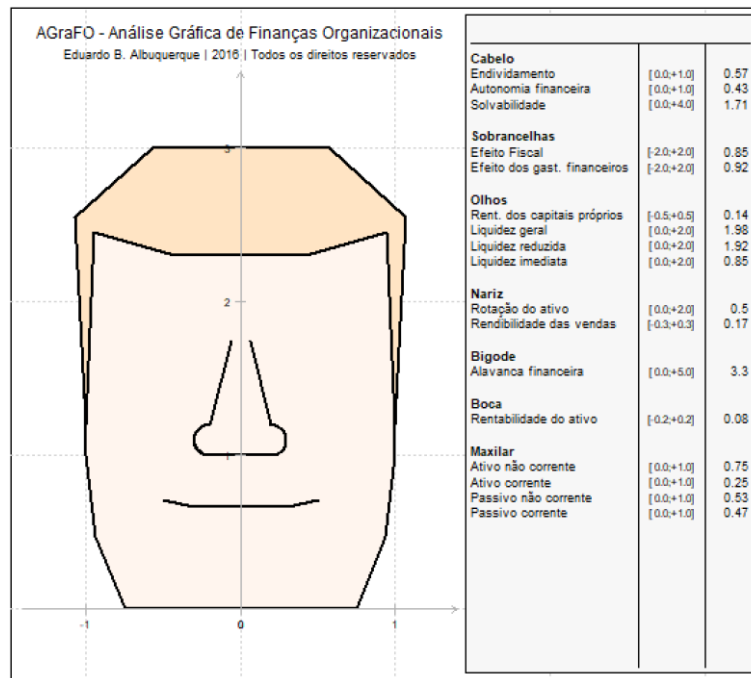 AGraFO - Análise Gráfica de Finanças Organizacionais
Eduardo B. Albuquerque | 2016 | Todos os direitos reservados
3
2
1
-1
0
1
Cabelo
Endividamento [0.0;+1.0] 0.57
Autonomia financeira [0.0;+1.0] 0.43
Solvabilidade [0.0;+4.0] 1.71
Sobrancelhas
Efeito Fiscal [-2.0;+2.0] 0.85
Efeito dos gast. financeiros [-2.0;+2.0] 0.92
Olhos
Rent. dos capitais próprios [-0.5;+0.5] 0.14
Liquidez geral [0.0;+2.0] 1.98
Liquidez reduzida [0.0;+2.0] 1.92
Liquidez imediata [0.0;+2.0] 0.85
Nariz
Rotação do ativo [0.0;+2.0] 0.5
Rendibilidade das vendas [-0.3;+0.3] 0.17
Bigode
Alavanca financeira [0.0;+5.0] 3.3
Boca
Rentabilidade do ativo [-0.2;+0.2] 0.08
Maxilar
Ativo não corrente [0.0;+1.0] 0.75
Ativo corrente [0.0;+1.0] 0.25
Passivo não corrente [0.0;+1.0] 0.53
Passivo corrente [0.0;+1.0] 0.47